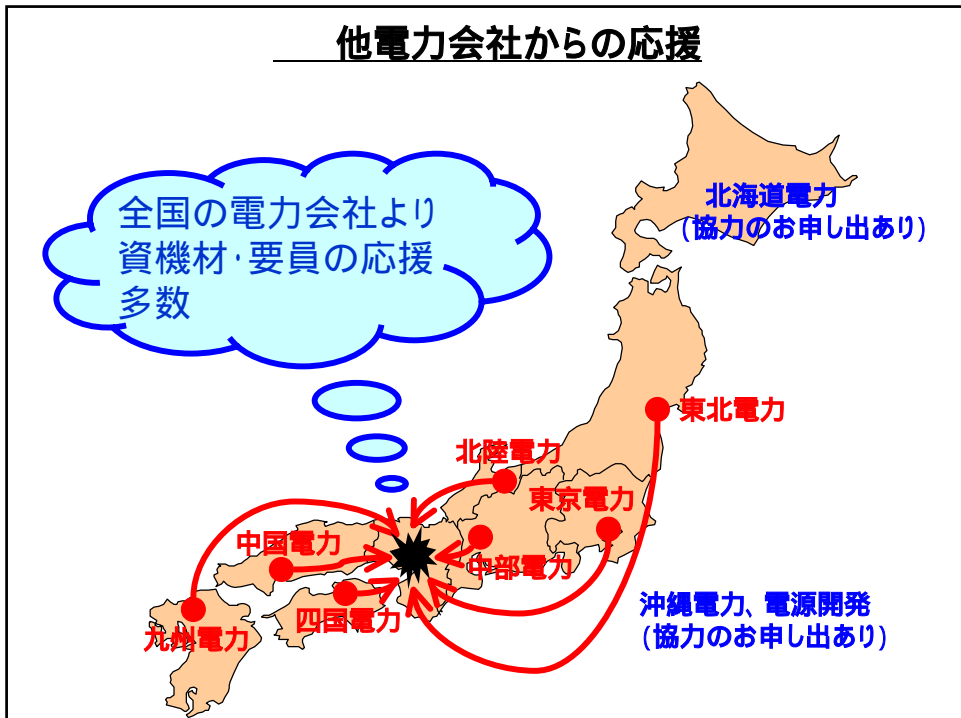 他電力会社からの応援
全国の電力会社より
資機材・要員の応援
多数
北海道電力
(協力のお申し出あり)
東北電力
北陸電力
東京電力
中国電力
中部電力
四国電力
九州電力
沖縄電力、電源開発
(協力のお申し出あり)